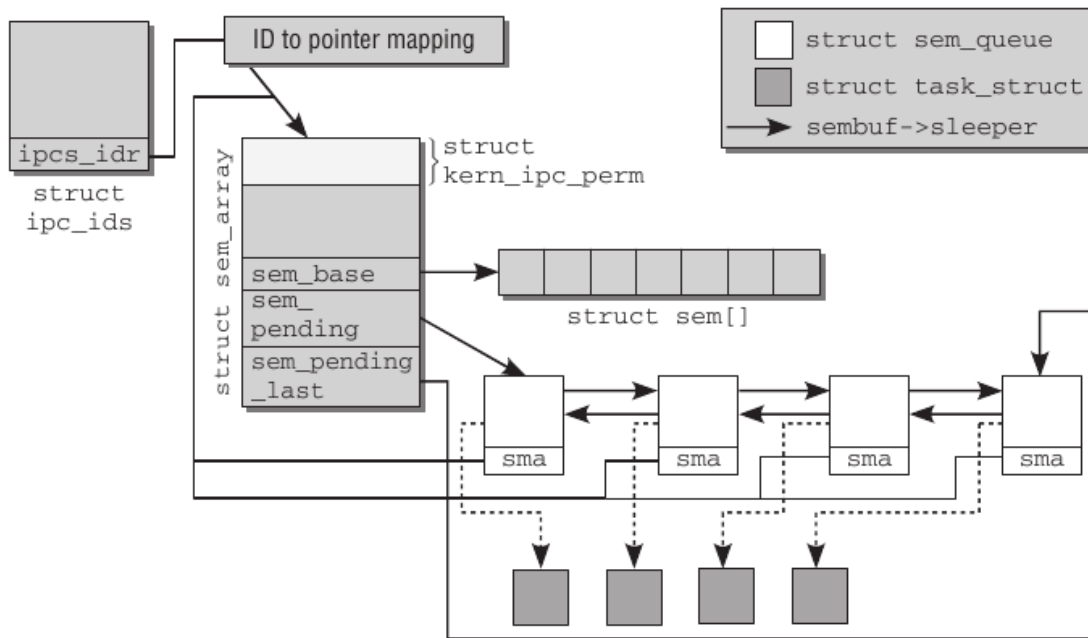 ID to pointer mapping
ipcs_idr
struct
ipc_ids
struct sem_array
struct
kern_ipc_perm
sem_base
sem_
pending
sem_pending
_last
struct sem[]
sma
sma
sma
sma
struct sem_queue
struct task_struct
sembuf->sleeper